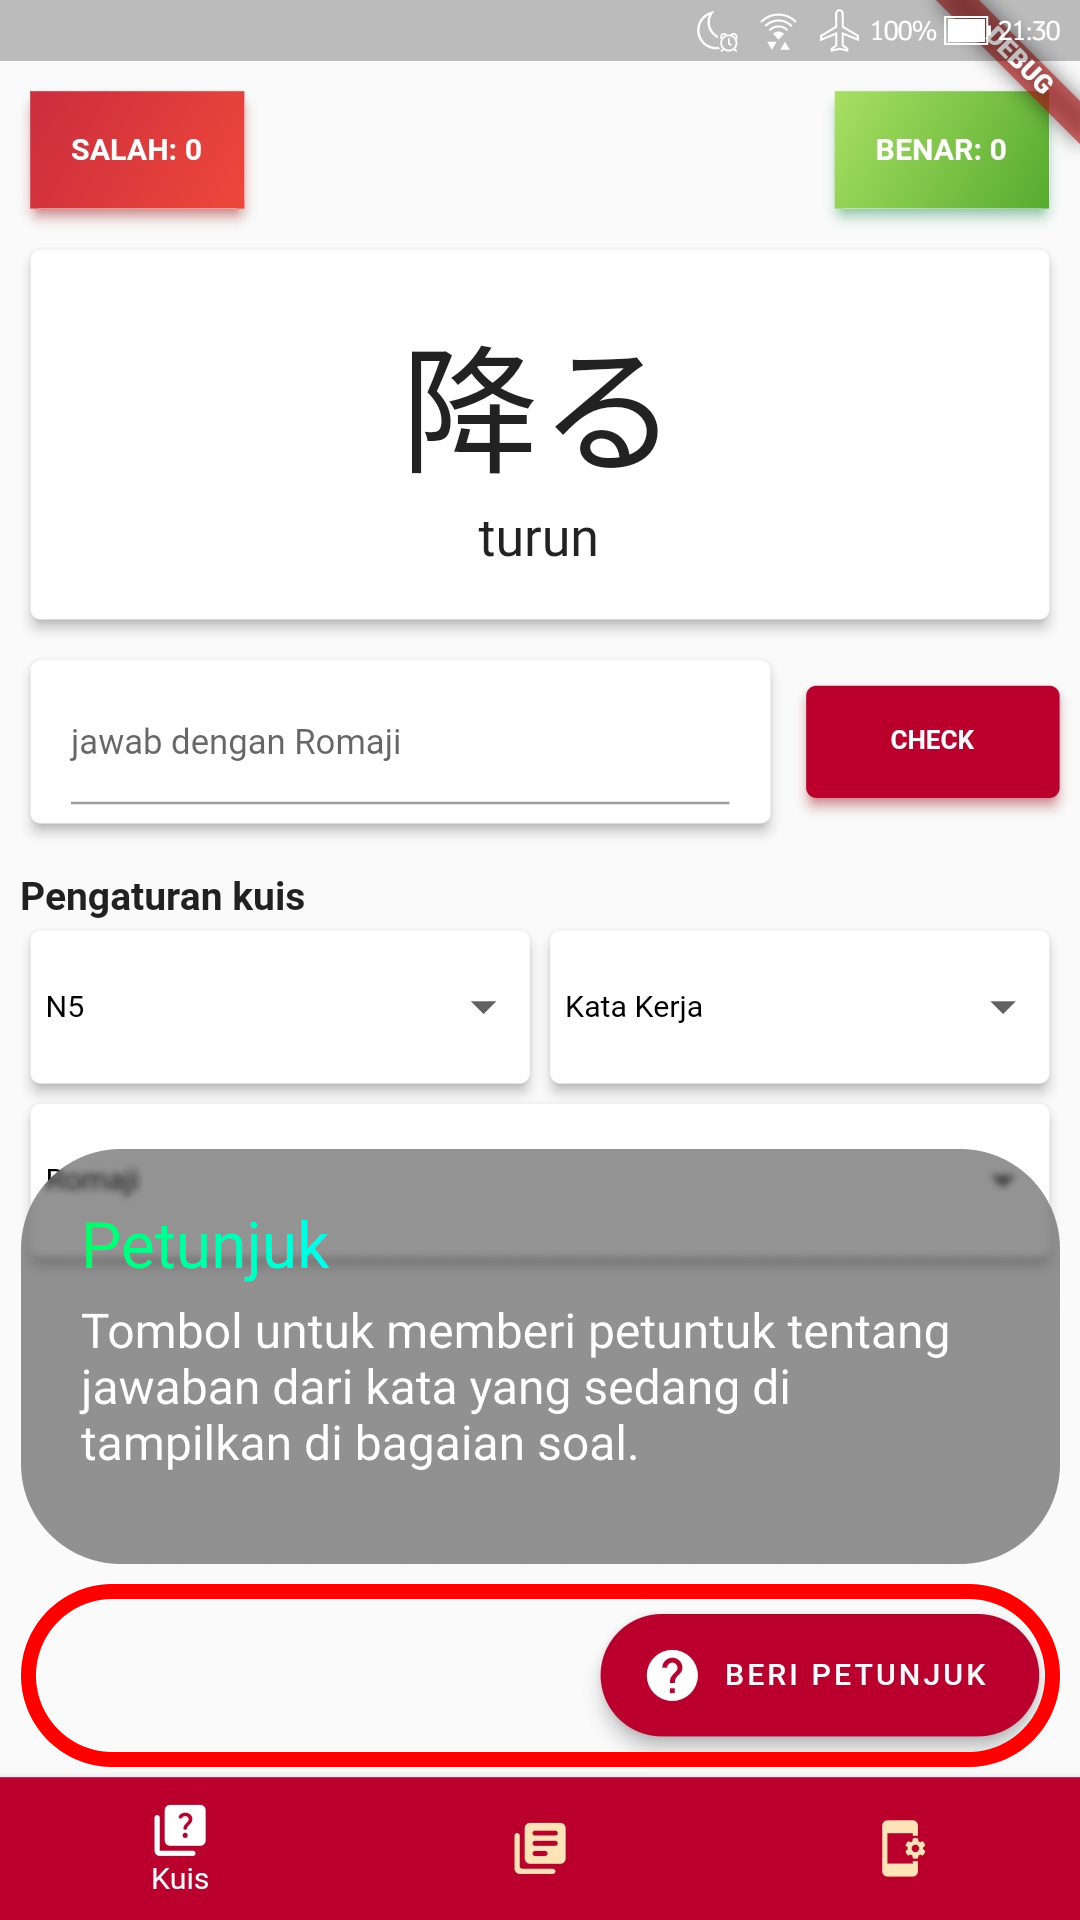 100% 21:30
DEBUG
SALAH: 0
BENAR: 0
降る
turun
jawab dengan Romaji
CHECK
Pengaturan kuis
N5
Kata Kerja
Romaji
Petunjuk
Tombol untuk memberi petuntuk tentang
jawaban dari kata yang sedang di
tampilkan di bagaian soal.
BERI PETUNJUK
Kuis